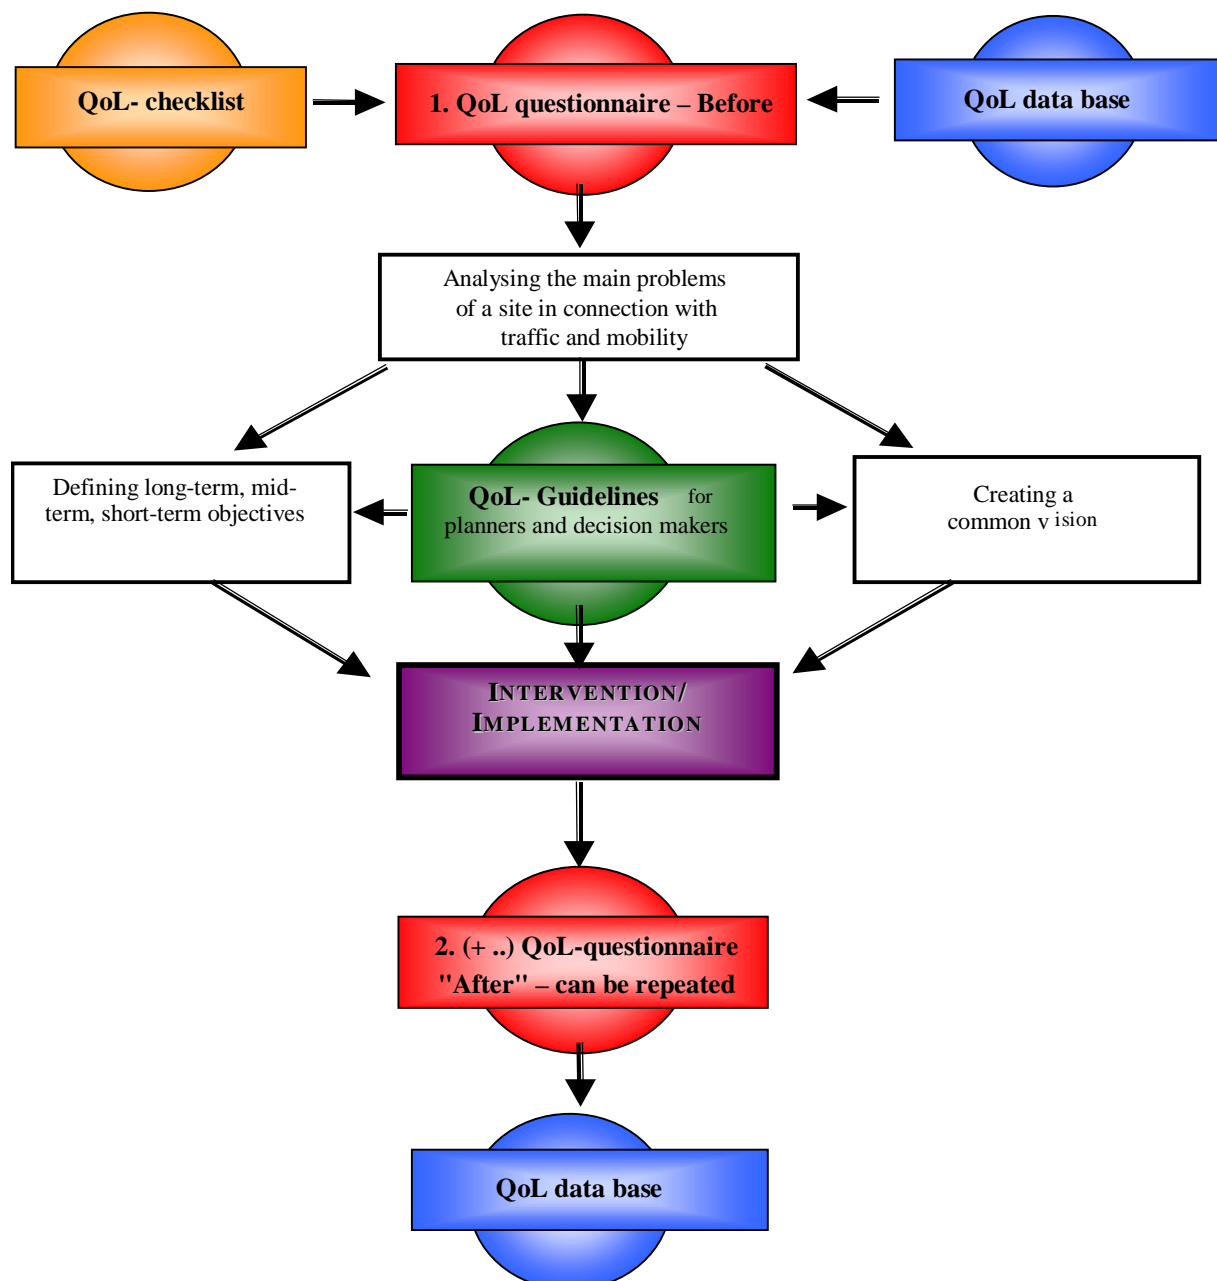 QoL- checklist
1. QoL questionnaire – Before
QoL data base
Analysing the main problems
of a site in connection with
traffic and mobility
Defining long-term, mid-
term, short-term objectives
QoL- Guidelines for
planners and decision makers
Creating a
common v ision
INTERVENTION/
IMPLEMENTATION
2. (+ ..) QoL-questionnaire
"After" – can be repeated
QoL data base